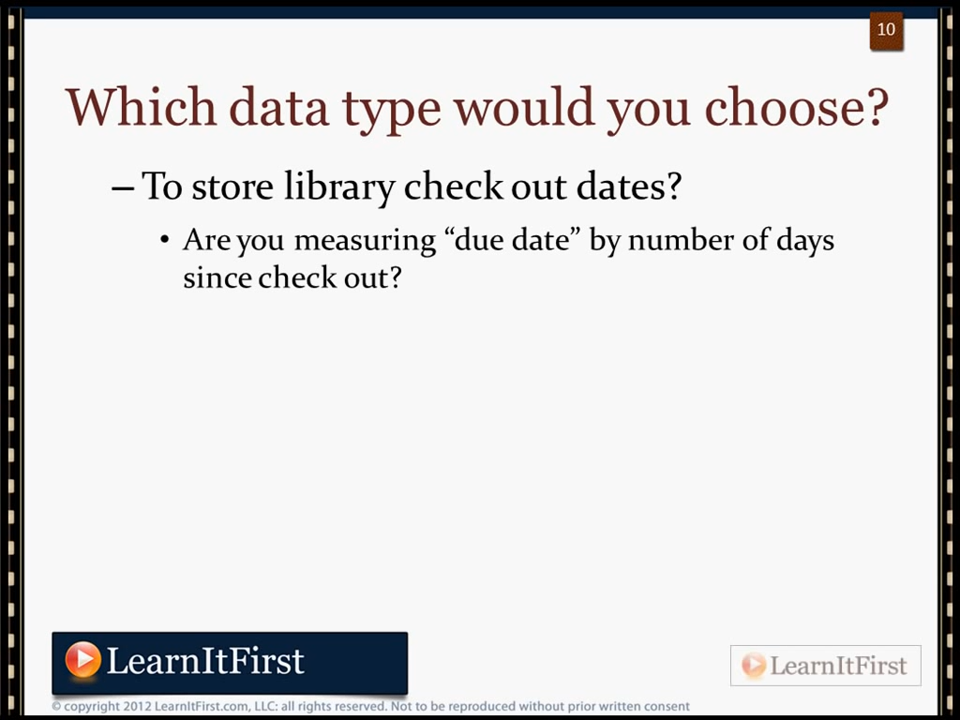 10
Which data type would you choose?
– To store library check out dates?
• Are you measuring “due date” by number of days
since check out?
LearnItFirst
LearnItFirst
© copyright 2012 LearnItFirst.com, LLC: all rights reserved. Not to be reproduced without prior written consent